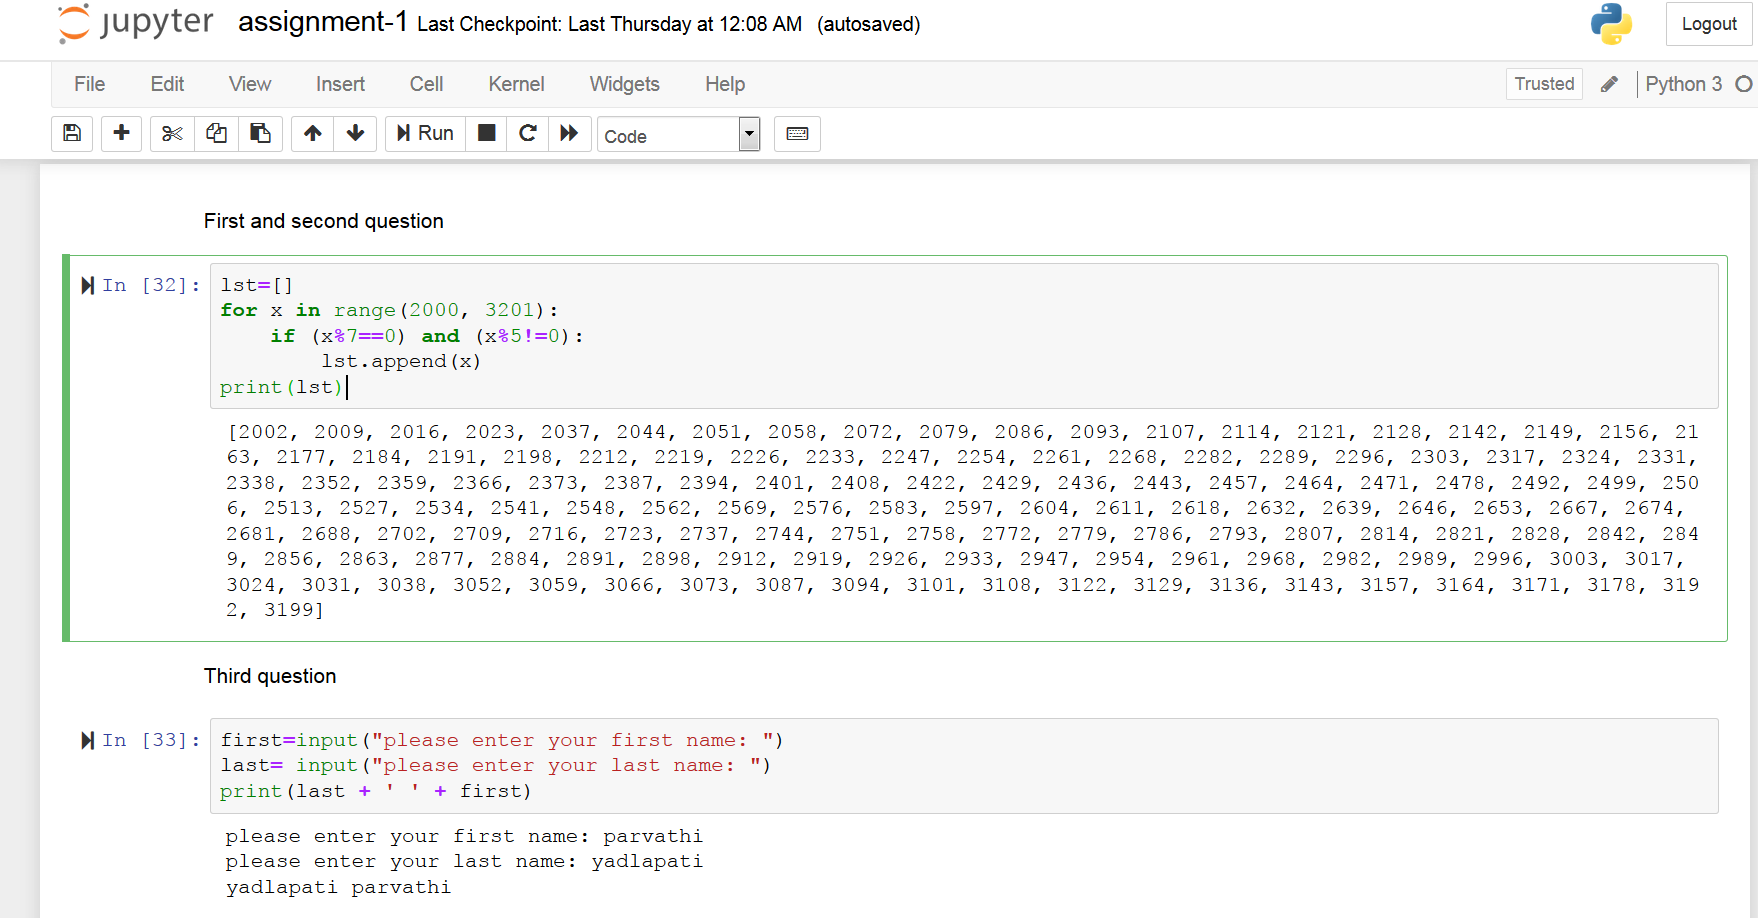 jupyter assignment-1 Last Checkpoint: Last Thursday at 12:08 AM (autosaved) Logout
File Edit View Insert Cell Kernel Widgets Help Trusted Python 3
Run Code
First and second question
In [32]: lst=[]
for x in range(2000, 3201):
    if (x%7==0) and (x%5!=0):
        lst.append(x)
print(lst)
[2002, 2009, 2016, 2023, 2037, 2044, 2051, 2058, 2072, 2079, 2086, 2093, 2107, 2114, 2121, 2128, 2142, 2149, 2156, 21
63, 2177, 2184, 2191, 2198, 2212, 2219, 2226, 2233, 2247, 2254, 2261, 2268, 2282, 2289, 2296, 2303, 2317, 2324, 2331,
2338, 2352, 2359, 2366, 2373, 2387, 2394, 2401, 2408, 2422, 2429, 2436, 2443, 2457, 2464, 2471, 2478, 2492, 2499, 250
6, 2513, 2527, 2534, 2541, 2548, 2562, 2569, 2576, 2583, 2597, 2604, 2611, 2618, 2632, 2639, 2646, 2653, 2667, 2674,
2681, 2688, 2702, 2709, 2716, 2723, 2737, 2744, 2751, 2758, 2772, 2779, 2786, 2793, 2807, 2814, 2821, 2828, 2842, 284
9, 2856, 2863, 2877, 2884, 2891, 2898, 2912, 2919, 2926, 2933, 2947, 2954, 2961, 2968, 2982, 2989, 2996, 3003, 3017,
3024, 3031, 3038, 3052, 3059, 3066, 3073, 3087, 3094, 3101, 3108, 3122, 3129, 3136, 3143, 3157, 3164, 3171, 3178, 319
2, 3199]
Third question
In [33]: first=input("please enter your first name: ")
last= input("please enter your last name: ")
print(last + ' ' + first)
please enter your first name: parvathi
please enter your last name: yadlapati
yadlapati parvathi